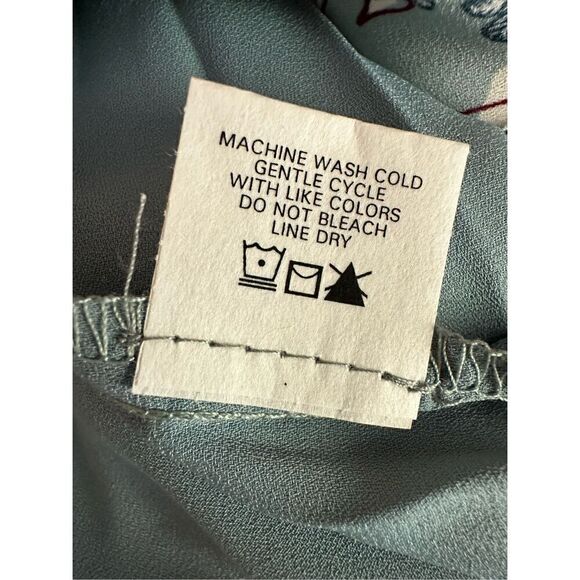 MACHINE WASH COLD
GENTLE CYCLE
WITH LIKE COLORS
DO NOT BLEACH
LINE DRY